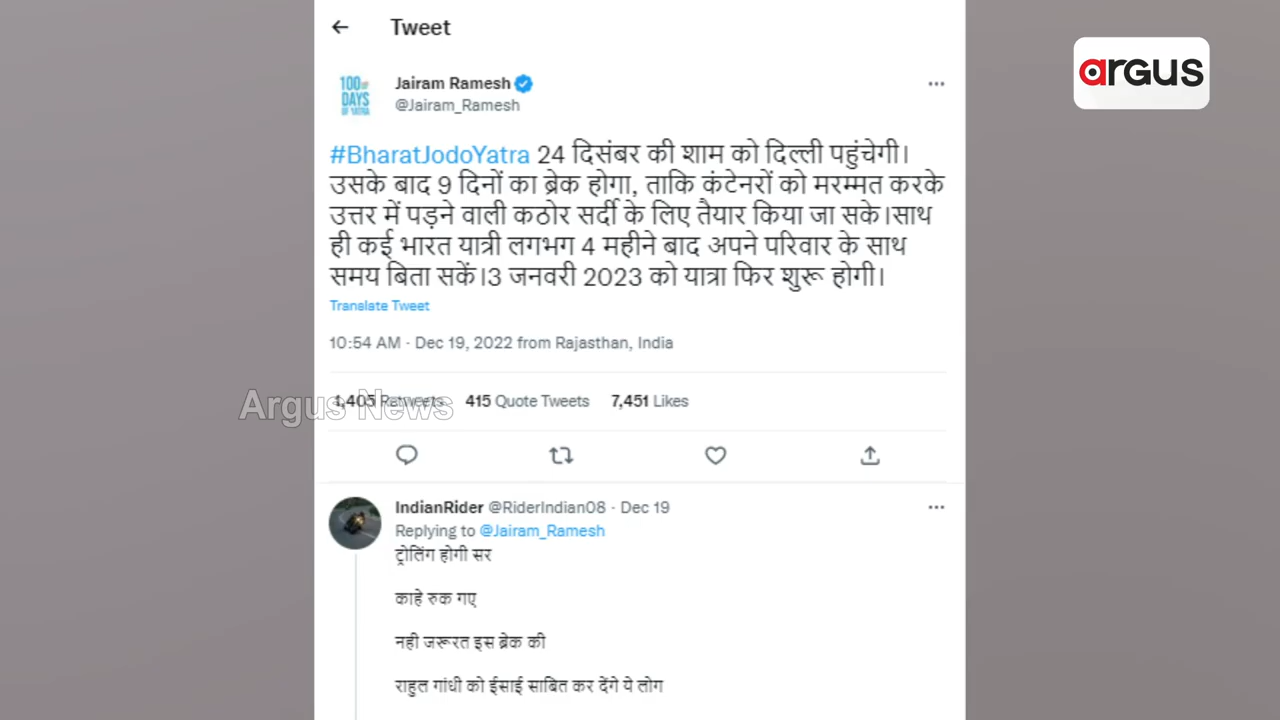 Tweet
argus
100 DAYS OF YATRA
Jairam Ramesh
@Jairam_Ramesh
#BharatJodoYatra 24 दिसंबर की शाम को दिल्ली पहुंचेगी।
उसके बाद 9 दिनों का ब्रेक होगा, ताकि कंटेनरों को मरम्मत करके
उत्तर में पड़ने वाली कठोर सर्दी के लिए तैयार किया जा सके।साथ
ही कई भारत यात्री लगभग 4 महीने बाद अपने परिवार के साथ
समय बिता सकें।3 जनवरी 2023 को यात्रा फिर शुरू होगी।
Translate Tweet
10:54 AM · Dec 19, 2022 from Rajasthan, India
1,405 Retweets 415 Quote Tweets 7,451 Likes
Argus News
IndianRider @RiderIndian08 · Dec 19
Replying to @Jairam_Ramesh
ट्रोलिंग होगी सर
काहे रुक गए
नही जरूरत इस ब्रेक की
राहुल गांधी को ईसाई साबित कर देंगे ये लोग